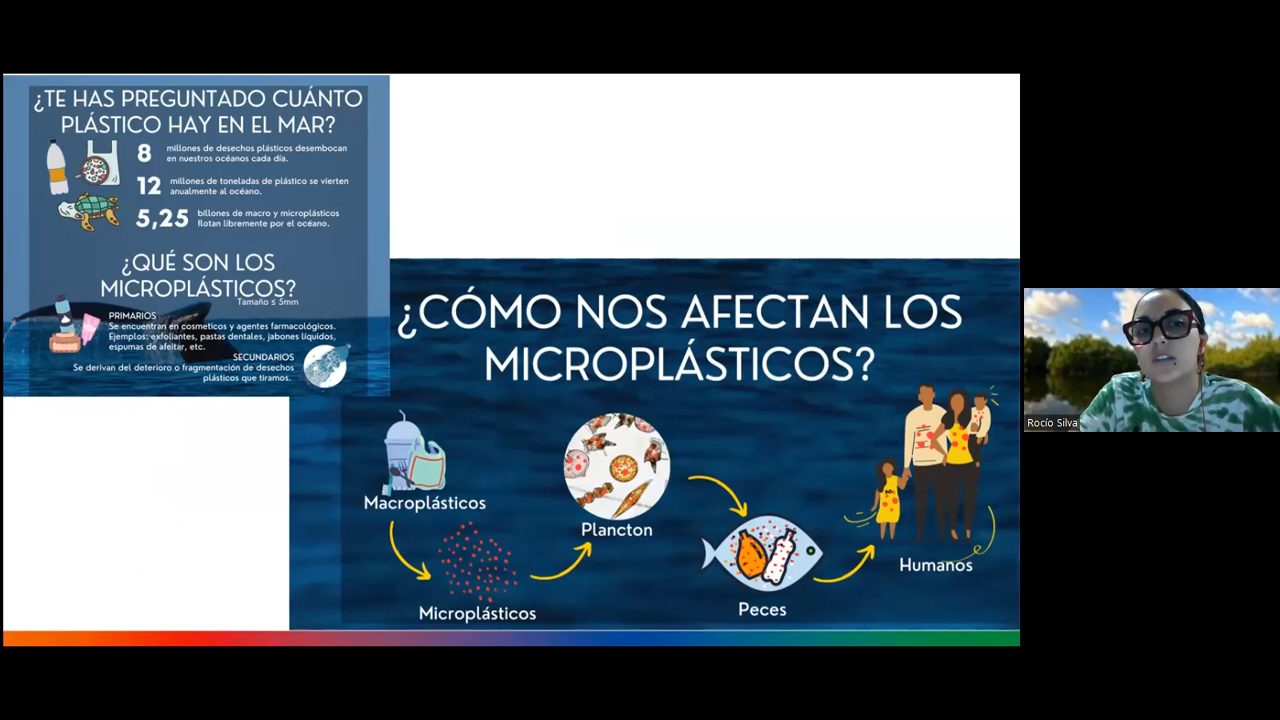 ¿TE HAS PREGUNTADO CUÁNTO
PLÁSTICO HAY EN EL MAR?
8 millones de desechos plásticos desembocan
en nuestros océanos cada día.
12 millones de toneladas de plástico se vierten
anualmente al océano.
5,25 billones de macro y microplásticos
flotan libremente por el océano.
¿QUÉ SON LOS
MICROPLÁSTICOS?
Tamaño ≤ 5mm
PRIMARIOS
Se encuentran en cosmeticos y agentes farmacológicos.
Ejemplos: exfoliantes, pastas dentales, jabones líquidos,
espumas de afeitar, etc.
SECUNDARIOS
Se derivan del deterioro o fragmentación de desechos
plásticos que tiramos.
¿CÓMO NOS AFECTAN LOS
MICROPLÁSTICOS?
Macroplásticos
Microplásticos
Plancton
Peces
Humanos
Rocío Silva